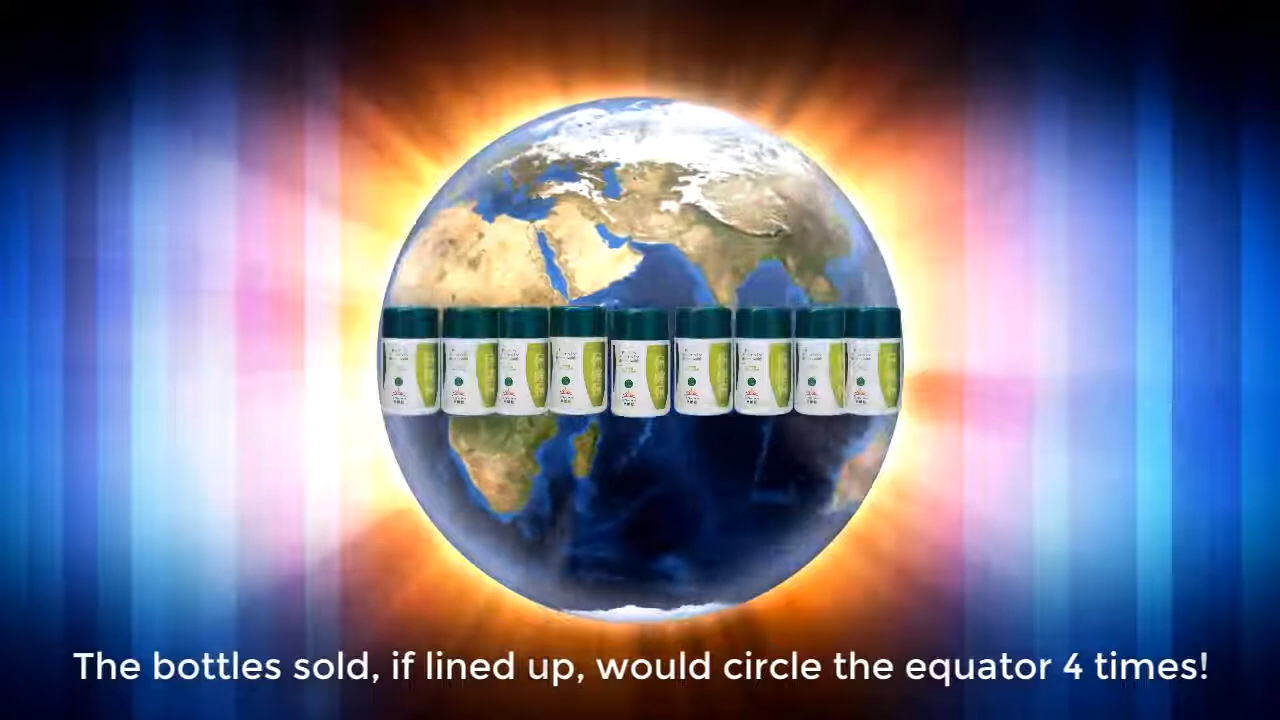 The bottles sold, if lined up, would circle the equator 4 times!